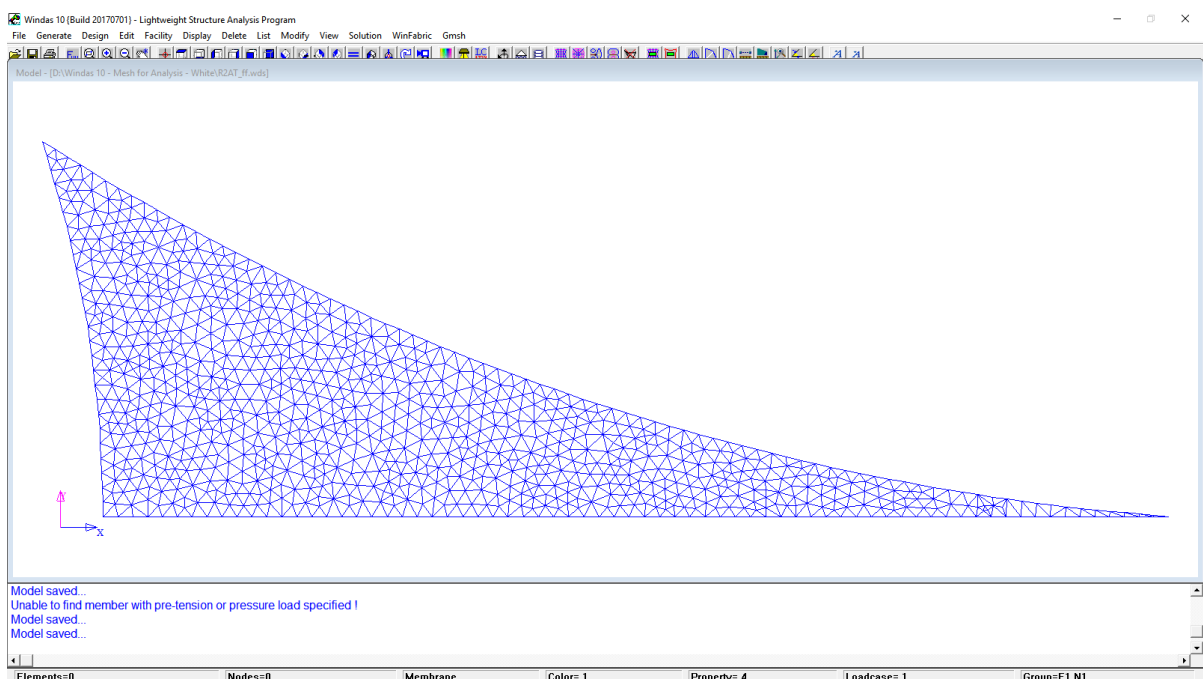 Windas 10 (Build 20170701) - Lightweight Structure Analysis Program
File Generate Design Edit Facility Display Delete List Modify View Solution WinFabric Gmsh
Model - [D:\Windas 10 - Mesh for Analysis - White\R2AT_ff.wds]
X
Model saved...
Unable to find member with pre-tension or pressure load specified !
Model saved...
Model saved...
Elements=0 Nodes=0 Membrane Color= 1 Property= 4 Loadcase= 1 Group=E1,N1